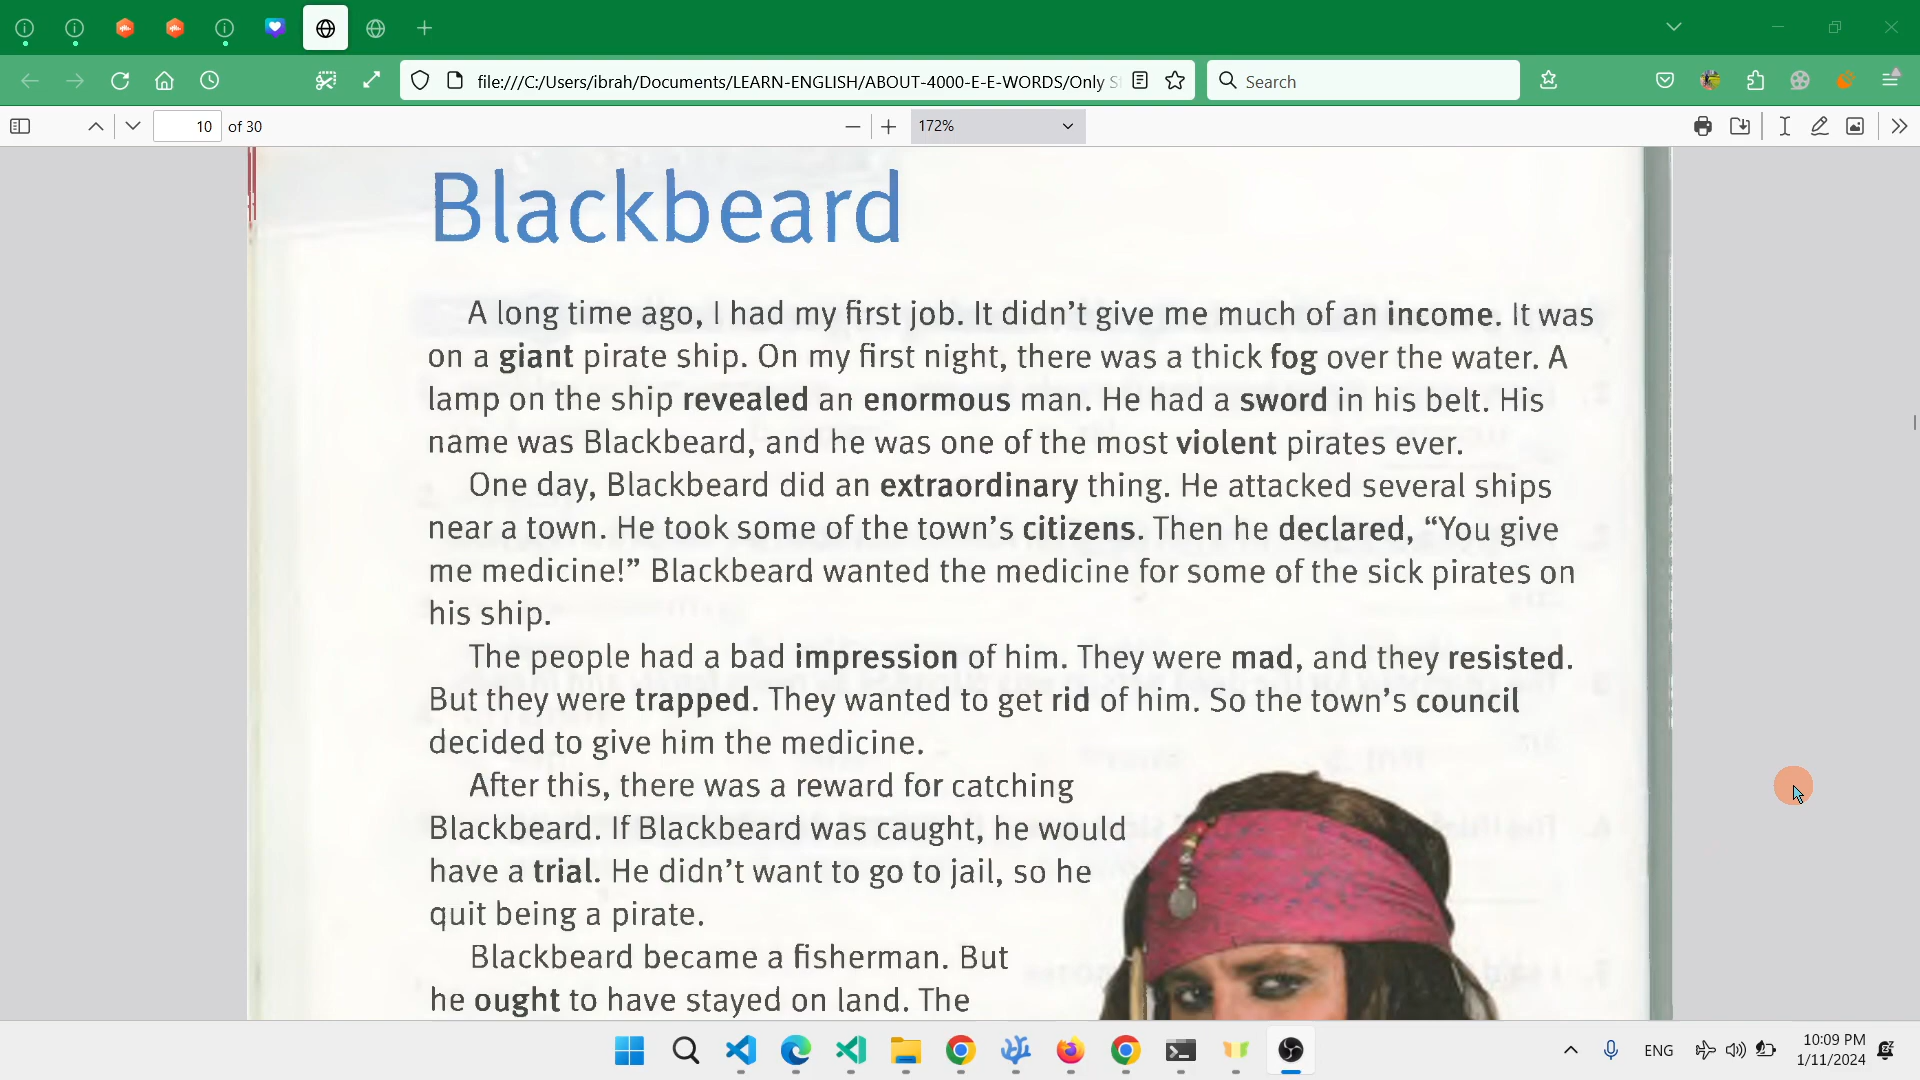 file:///C:/Users/ibrah/Documents/LEARN-ENGLISH/ABOUT-4000-E-E-WORDS/Only S
Search
10 of 30
172%
Blackbeard
A long time ago, I had my first job. It didn't give me much of an income. It was
on a giant pirate ship. On my first night, there was a thick fog over the water. A
lamp on the ship revealed an enormous man. He had a sword in his belt. His
name was Blackbeard, and he was one of the most violent pirates ever.
One day, Blackbeard did an extraordinary thing. He attacked several ships
near a town. He took some of the town's citizens. Then he declared, “You give
me medicine!” Blackbeard wanted the medicine for some of the sick pirates on
his ship.
The people had a bad impression of him. They were mad, and they resisted.
But they were trapped. They wanted to get rid of him. So the town's council
decided to give him the medicine.
After this, there was a reward for catching
Blackbeard. If Blackbeard was caught, he would
have a trial. He didn't want to go to jail, so he
quit being a pirate.
Blackbeard became a fisherman. But
he ought to have stayed on land. The
ENG
10:09 PM
1/11/2024